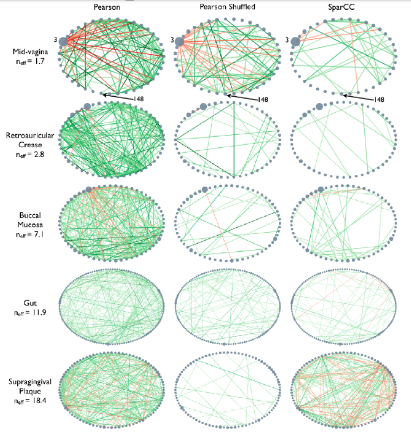 Pearson Pearson Shuffled SparCC
3 3 3
Mid-vagina
neff = 1.7
148 148 148
Retroauricular
Crease
neff = 2.8
Buccal
Mucosa
neff = 7.1
Gut
neff = 11.9
Supragingival
Plaque
neff = 18.4